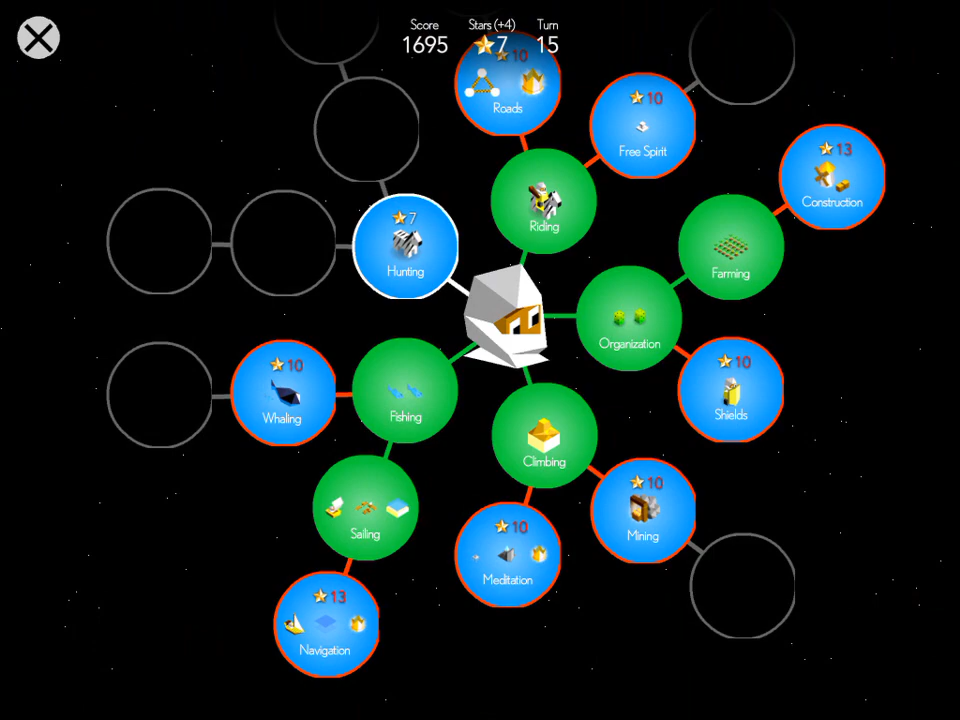 Score
Stars (+4)
Turn
1695
7
15
10
Roads
10
Free Spirit
13
Construction
Riding
7
Hunting
Farming
Organization
10
Whaling
Fishing
10
Shields
Climbing
10
Mining
Sailing
10
Meditation
13
Navigation